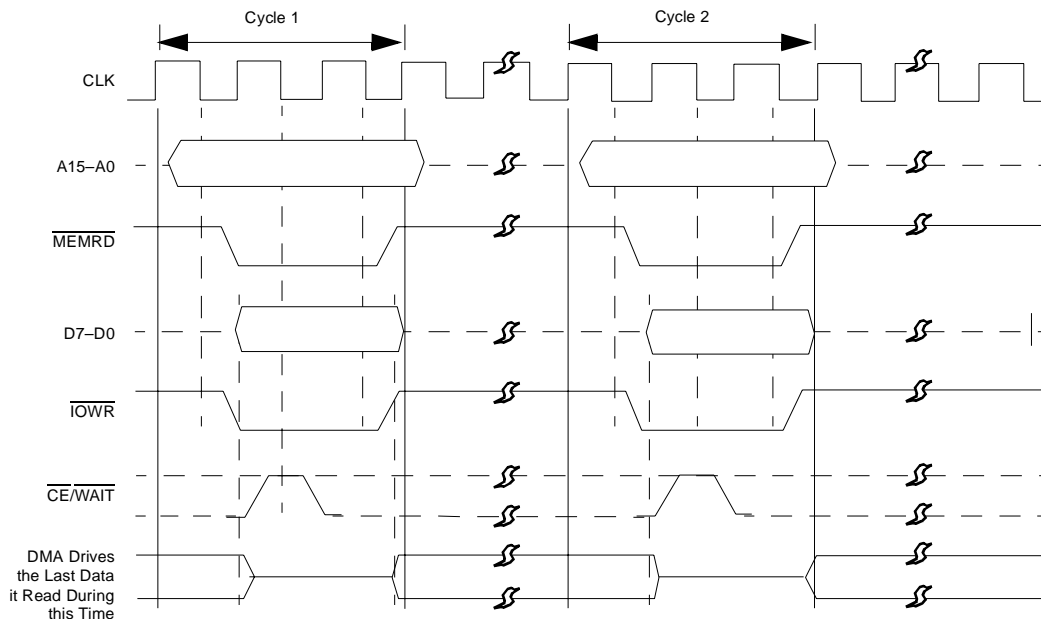 Cycle 1
Cycle 2
CLK
A15–A0
MEMRD
D7–D0
IOWR
CE/WAIT
DMA Drives
the Last Data
it Read During
this Time